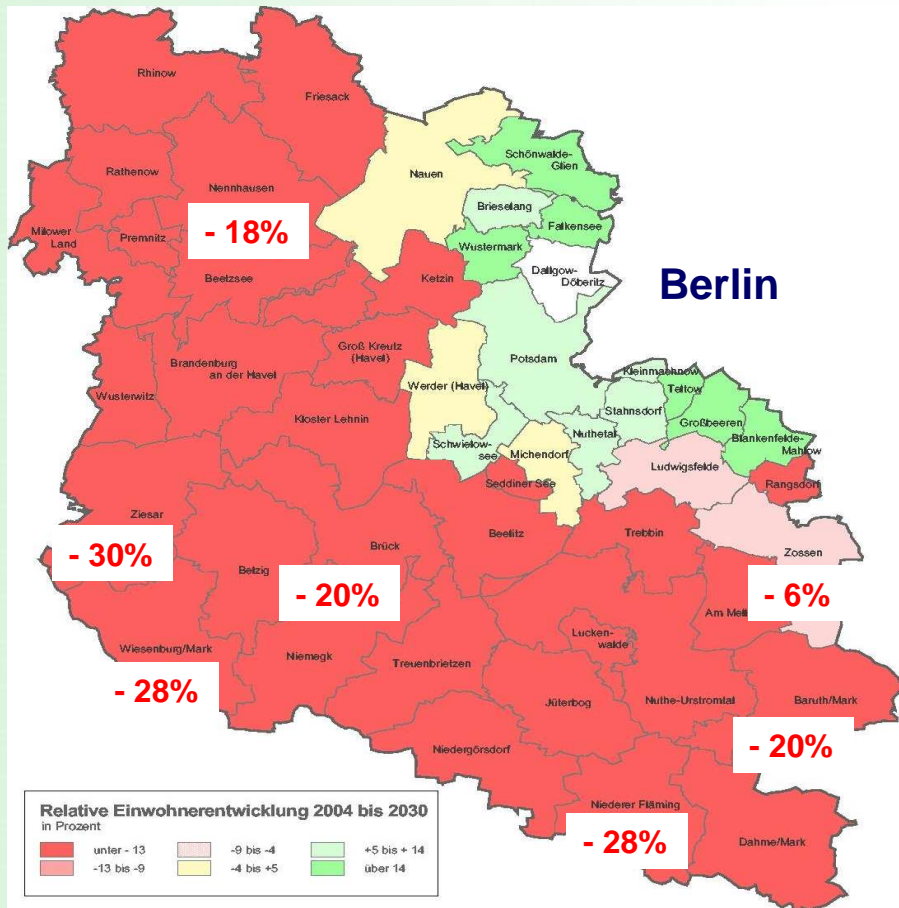 Rhinow
Friesack
Schönwalde-
Glien
Nauen
Rathenow
Nennhausen
Brieselang
Falkensee
- 18%
Milower
Land
Premnitz
Wustermark
Beetzsee
Ketzin
Dallgow-
Döberitz
Berlin
Groß Kreutz
(Havel)
Potsdam
Brandenburg
an der Havel
Werder (Havel)
Kleinmachnow
Teltow
Stahnsdorf
Wusterwitz
Kloster Lehnin
Großbeeren
Nuthetal
Blankenfelde-
Mahlow
Schwielow-
see
Michendorf
Ludwigsfelde
Seddiner See
Rangsdorf
Ziesar
Beelitz
Trebbin
- 30%
Brück
Zossen
Belzig
- 20%
- 6%
Am Mell
Lucken-
walde
Wiesenburg/Mark
Niemegk
Treuenbrietzen
- 28%
Jüterbog
Nuthe-Urstromtal
Baruth/Mark
- 20%
Niedergörsdorf
Niederer Fläming
- 28%
Dahme/Mark
Relative Einwohnerentwicklung 2004 bis 2030
in Prozent
unter - 13
-9 bis -4
+5 bis + 14
-13 bis -9
-4 bis +5
über 14